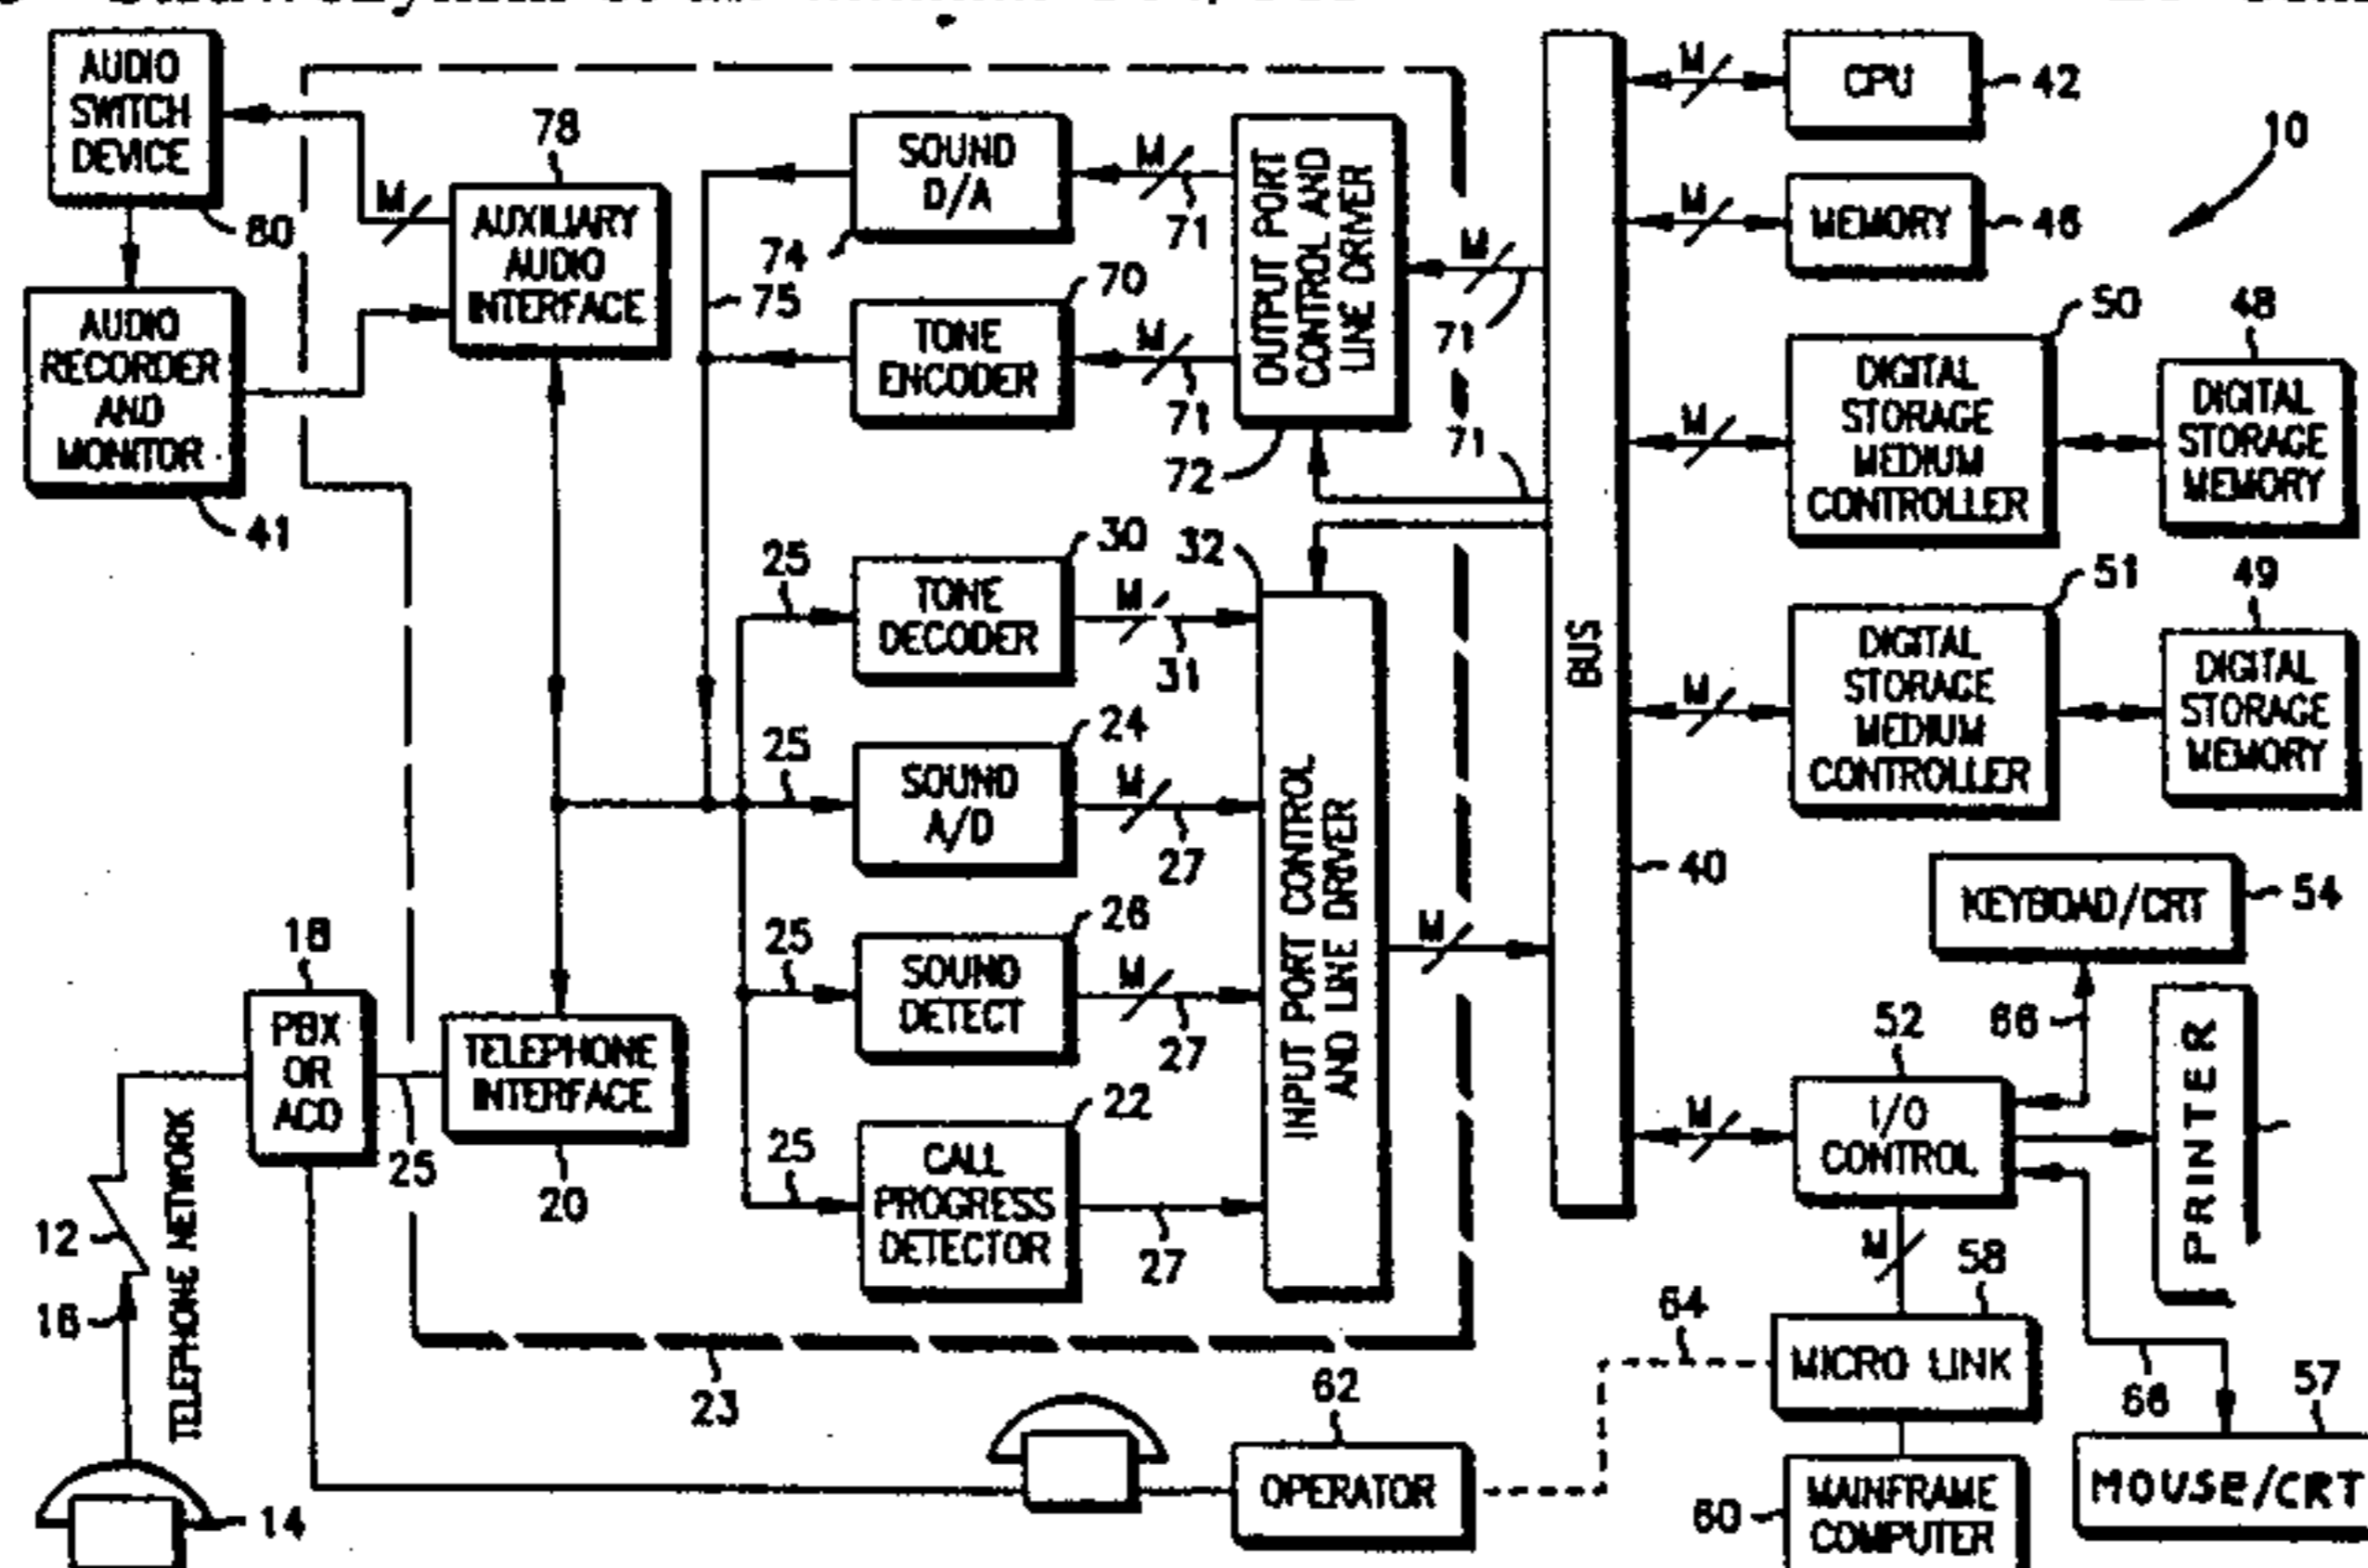 AUDIO
SWITCH
DEVICE
80
AUDIO
RECORDER
AND
MONITOR
41
78
AUXILIARY
AUDIO
INTERFACE
M
SOUND
D/A
74
75
M
71
TONE
ENCODER
70
M
71
OUTPUT PORT
CONTROL AND
LINE DRIVER
72
M
71
71
BUS
40
M
CPU
42
10
M
MEMORY
46
M
DIGITAL
STORAGE
MEDIUM
CONTROLLER
50
DIGITAL
STORAGE
MEMORY
48
M
DIGITAL
STORAGE
MEDIUM
CONTROLLER
51
DIGITAL
STORAGE
MEMORY
49
25
TONE
DECODER
30
M
31
32
25
SOUND
A/D
24
M
27
25
SOUND
DETECT
26
M
27
25
CALL
PROGRESS
DETECTOR
22
27
INPUT PORT CONTROL
AND LINE DRIVER
M
18
PBX
OR
ACD
25
TELEPHONE
INTERFACE
20
12
16
TELEPHONE NETWORK
14
23
62
OPERATOR
64
KEYBOAD/CRT
54
66
M
52
I/O
CONTROL
PRINTER
M
58
MICRO LINK
66
57
MOUSE/CRT
60
MAINFRAME
COMPUTER